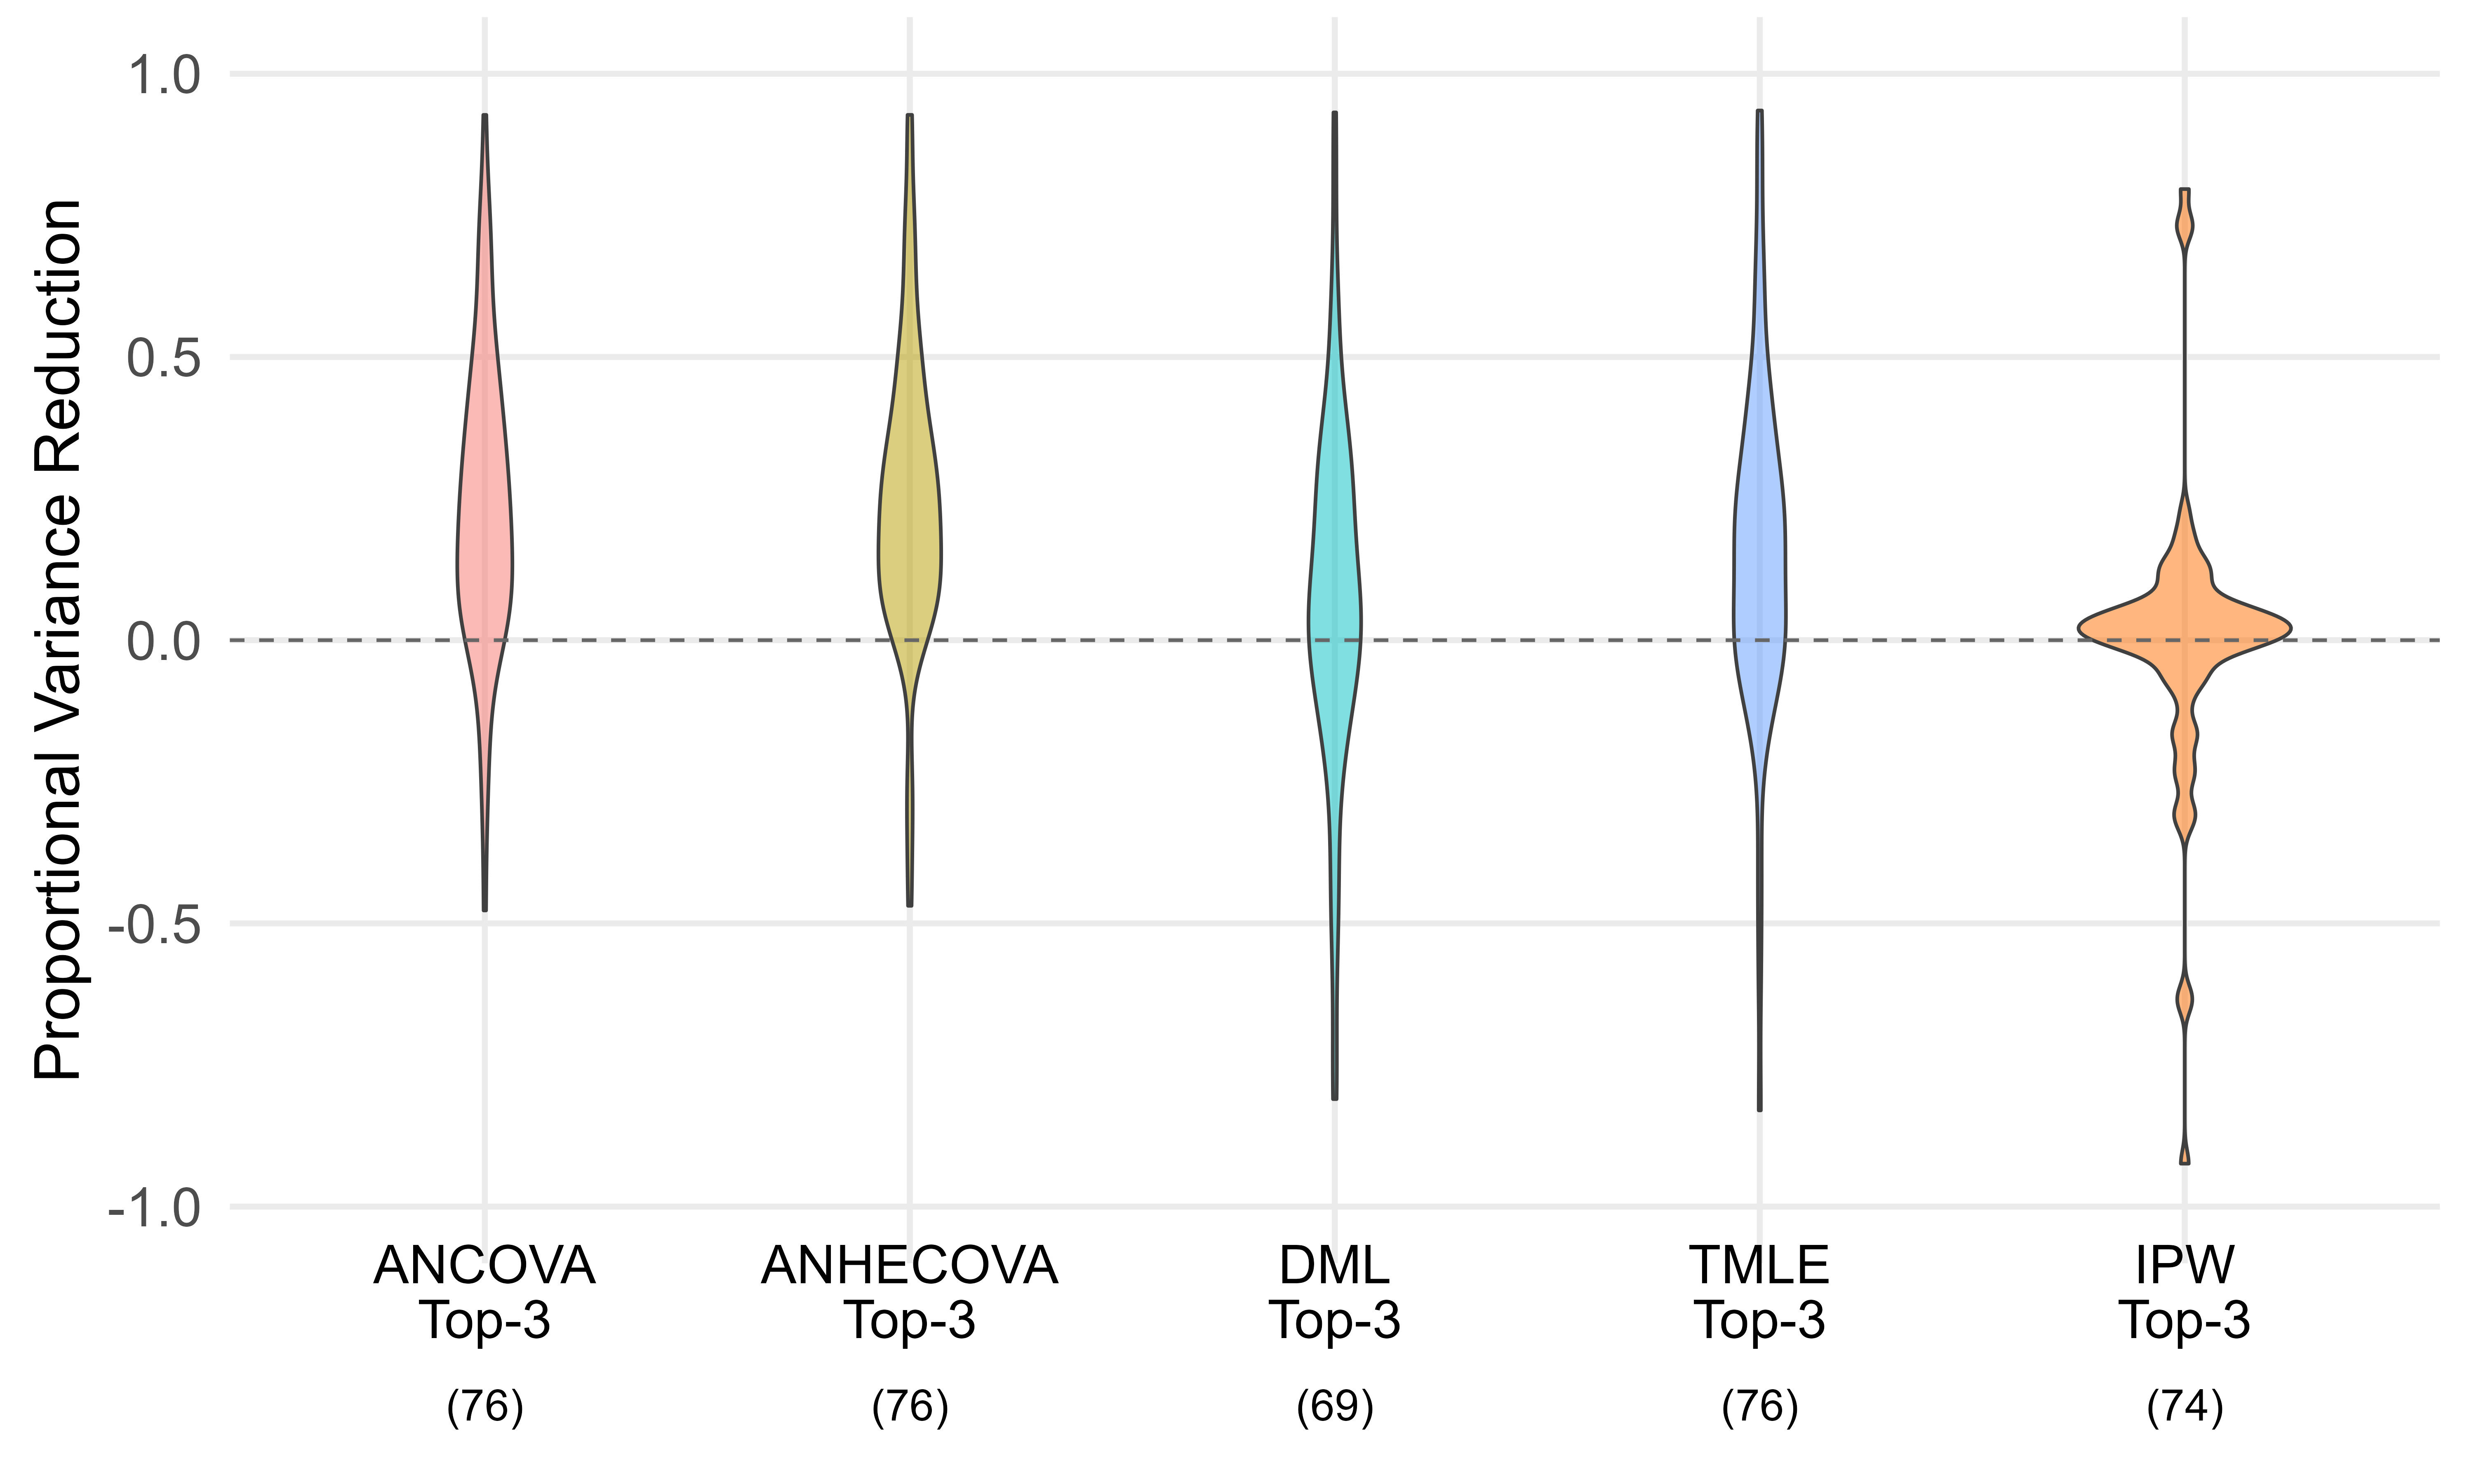 Proportional Variance Reduction
1.0
0.5
0.0
-0.5
-1.0
ANCOVA
Top-3
(76)
ANHECOVA
Top-3
(76)
DML
Top-3
(69)
TMLE
Top-3
(76)
IPW
Top-3
(74)